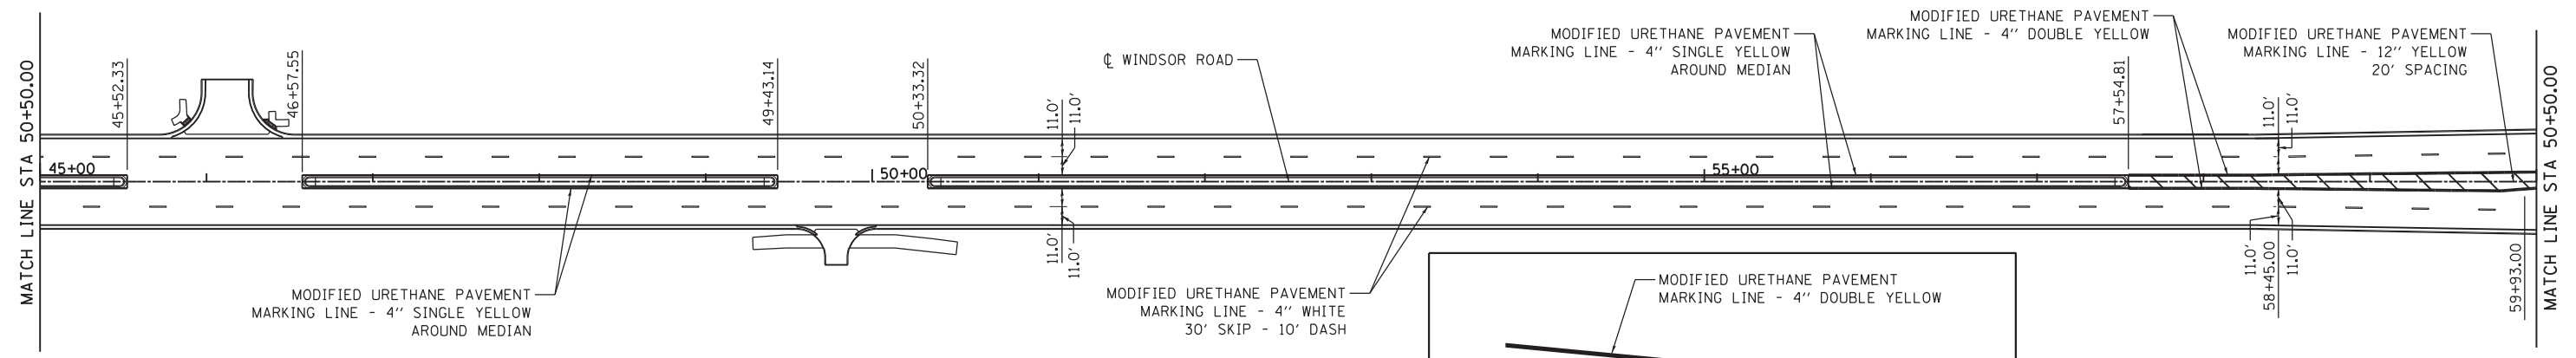 MATCH LINE STA 50+50.00
45+52.33
45+00
46+57.55
MODIFIED URETHANE PAVEMENT
MARKING LINE - 4'' SINGLE YELLOW
AROUND MEDIAN
49+43.14
50+00
50+33.32
℄ WINDSOR ROAD
11.0'
11.0'
11.0'
11.0'
MODIFIED URETHANE PAVEMENT
MARKING LINE - 4'' WHITE
30' SKIP - 10' DASH
MODIFIED URETHANE PAVEMENT
MARKING LINE - 4'' SINGLE YELLOW
AROUND MEDIAN
55+00
MODIFIED URETHANE PAVEMENT
MARKING LINE - 4'' DOUBLE YELLOW
57+54.81
MODIFIED URETHANE PAVEMENT
MARKING LINE - 12'' YELLOW
20' SPACING
11.0'
11.0'
11.0'
58+45.00
11.0'
59+93.00
MATCH LINE STA 50+50.00
MODIFIED URETHANE PAVEMENT
MARKING LINE - 4'' DOUBLE YELLOW